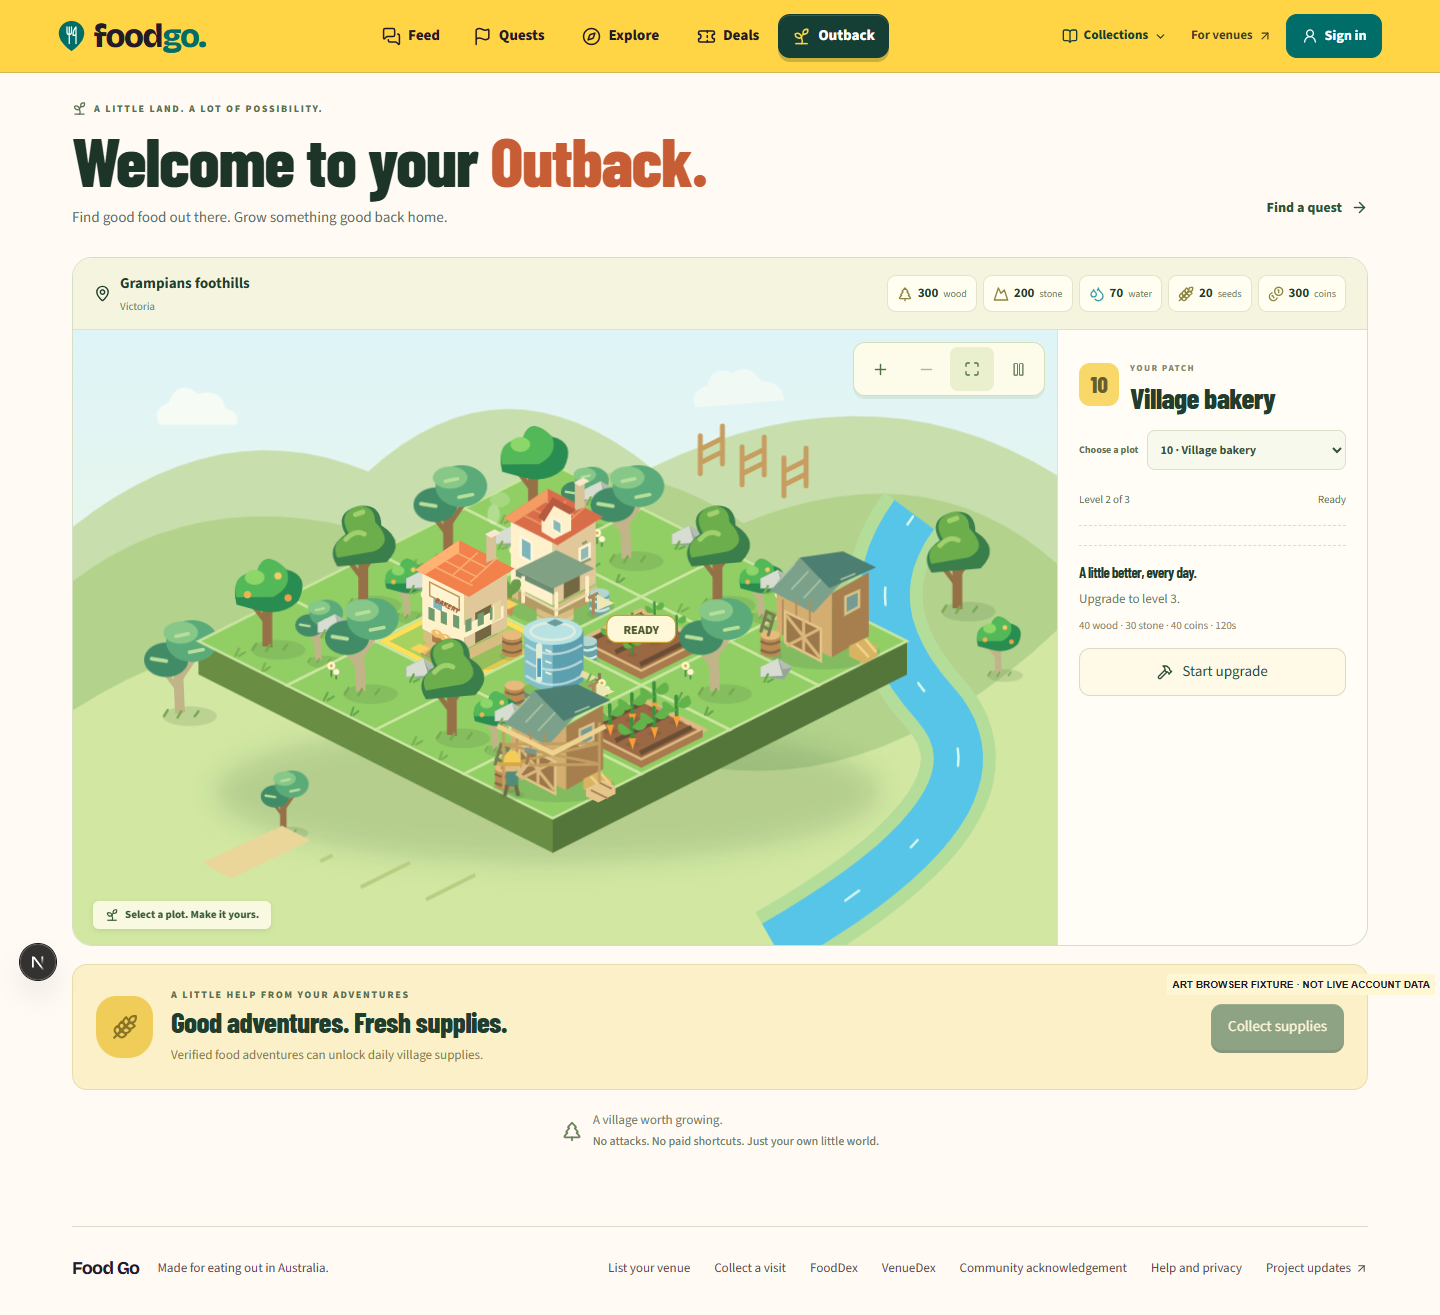 foodgo.
Feed
Quests
Explore
Deals
Outback
Collections
For venues
Sign in
A LITTLE LAND. A LOT OF POSSIBILITY.
Welcome to your Outback.
Find good food out there. Grow something good back home.
Find a quest
Grampians foothills
Victoria
300 wood
200 stone
70 water
20 seeds
300 coins
10
YOUR PATCH
Village bakery
Choose a plot
10 · Village bakery
Level 2 of 3
Ready
A little better, every day.
Upgrade to level 3.
40 wood · 30 stone · 40 coins · 120s
Start upgrade
BAKERY
READY
Select a plot. Make it yours.
N
A LITTLE HELP FROM YOUR ADVENTURES
Good adventures. Fresh supplies.
Verified food adventures can unlock daily village supplies.
ART BROWSER FIXTURE · NOT LIVE ACCOUNT DATA
Collect supplies
A village worth growing.
No attacks. No paid shortcuts. Just your own little world.
Food Go
Made for eating out in Australia.
List your venue
Collect a visit
FoodDex
VenueDex
Community acknowledgement
Help and privacy
Project updates